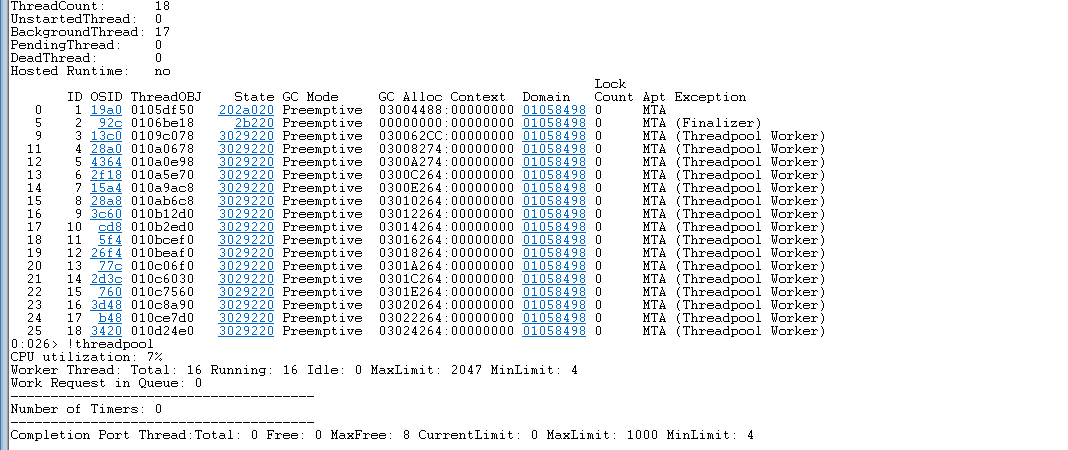 ThreadCount: 18
UnstartedThread: 0
BackgroundThread: 17
PendingThread: 0
DeadThread: 0
Hosted Runtime: no
Lock
ID OSID ThreadOBJ State GC Mode GC Alloc Context Domain Count Apt Exception
0 1 19a0 0105df50 202a020 Preemptive 03004488:00000000 01058498 0 MTA
5 2 92c 0106be18 2b220 Preemptive 00000000:00000000 01058498 0 MTA (Finalizer)
9 3 13c0 0109c078 3029220 Preemptive 030062CC:00000000 01058498 0 MTA (Threadpool Worker)
11 4 28a0 010a0678 3029220 Preemptive 03008274:00000000 01058498 0 MTA (Threadpool Worker)
12 5 4364 010a0e98 3029220 Preemptive 0300A274:00000000 01058498 0 MTA (Threadpool Worker)
13 6 2f18 010a5e70 3029220 Preemptive 0300C264:00000000 01058498 0 MTA (Threadpool Worker)
14 7 15a4 010a9ac8 3029220 Preemptive 0300E264:00000000 01058498 0 MTA (Threadpool Worker)
15 8 28a8 010ab6c8 3029220 Preemptive 03010264:00000000 01058498 0 MTA (Threadpool Worker)
16 9 3c60 010b12d0 3029220 Preemptive 03012264:00000000 01058498 0 MTA (Threadpool Worker)
17 10 cd8 010b2ed0 3029220 Preemptive 03014264:00000000 01058498 0 MTA (Threadpool Worker)
18 11 5f4 010bcef0 3029220 Preemptive 03016264:00000000 01058498 0 MTA (Threadpool Worker)
19 12 26f4 010beaf0 3029220 Preemptive 03018264:00000000 01058498 0 MTA (Threadpool Worker)
20 13 77c 010c06f0 3029220 Preemptive 0301A264:00000000 01058498 0 MTA (Threadpool Worker)
21 14 2d3c 010c6030 3029220 Preemptive 0301C264:00000000 01058498 0 MTA (Threadpool Worker)
22 15 760 010c7560 3029220 Preemptive 0301E264:00000000 01058498 0 MTA (Threadpool Worker)
23 16 3d48 010c8a90 3029220 Preemptive 03020264:00000000 01058498 0 MTA (Threadpool Worker)
24 17 b48 010ce7d0 3029220 Preemptive 03022264:00000000 01058498 0 MTA (Threadpool Worker)
25 18 3420 010d24e0 3029220 Preemptive 03024264:00000000 01058498 0 MTA (Threadpool Worker)
0:026> !threadpool
CPU utilization: 7%
Worker Thread: Total: 16 Running: 16 Idle: 0 MaxLimit: 2047 MinLimit: 4
Work Request in Queue: 0
--------------------------------------
Number of Timers: 0
--------------------------------------
Completion Port Thread:Total: 0 Free: 0 MaxFree: 8 CurrentLimit: 0 MaxLimit: 1000 MinLimit: 4